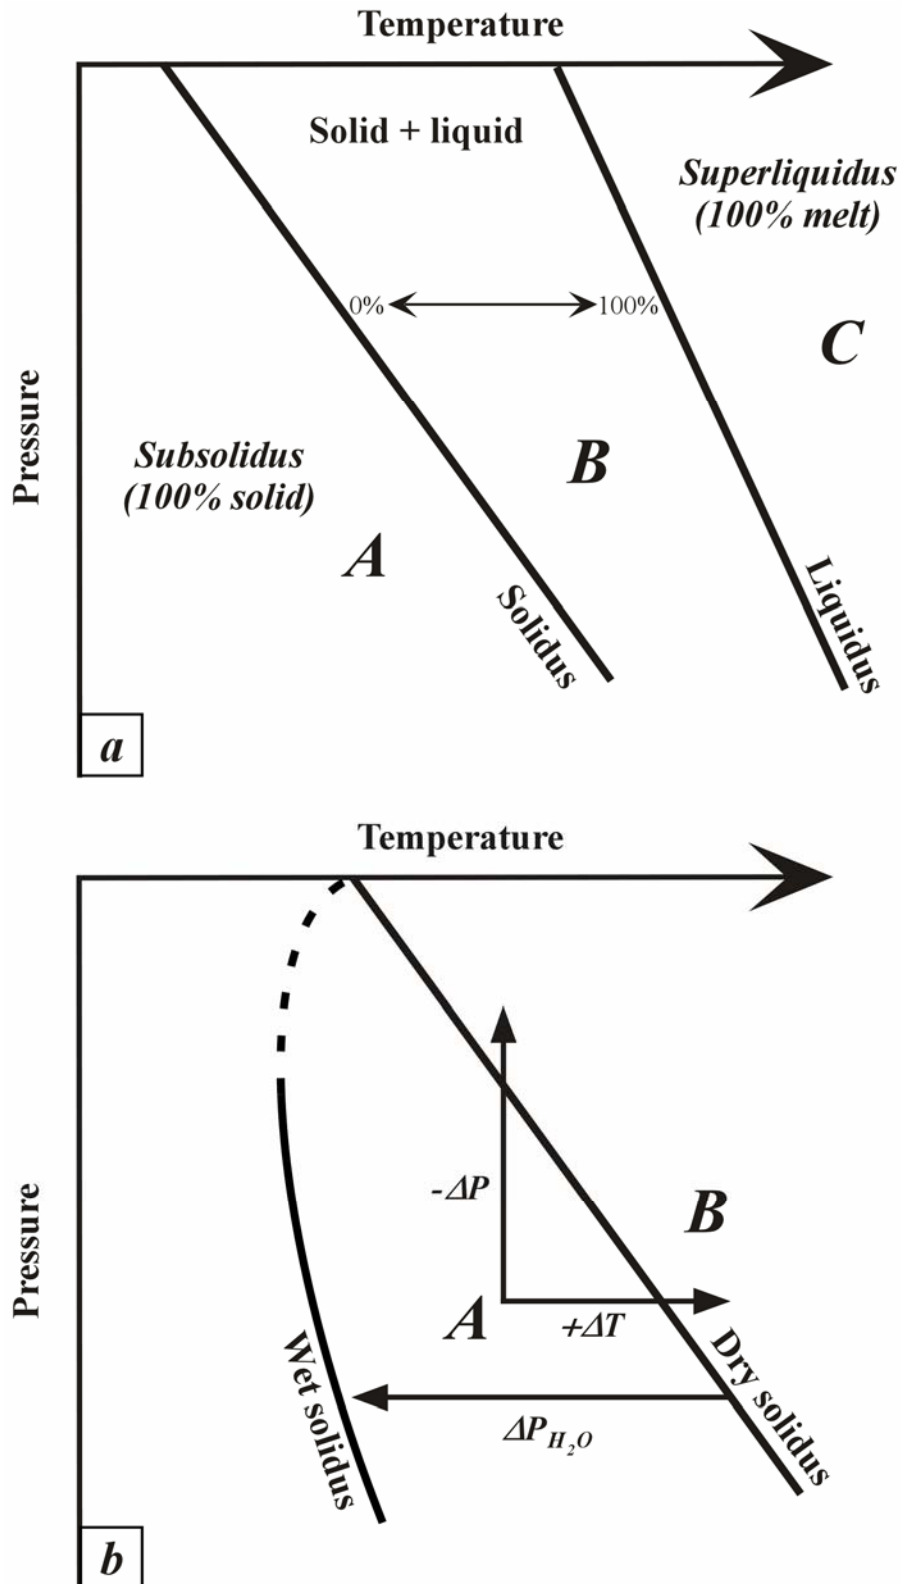 Temperature
Solid + liquid
Superliquidus
(100% melt)
0%
100%
C
Pressure
B
Subsolidus
(100% solid)
A
Solidus
Liquidus
a
Temperature
-ΔP
B
Pressure
A
+ΔT
Dry solidus
Wet solidus
ΔP_H₂O
b